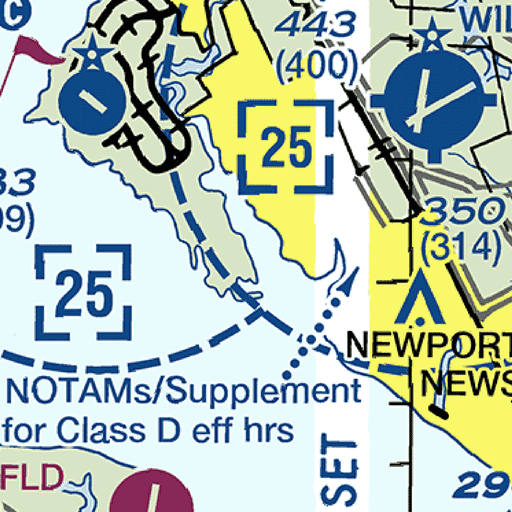 C
443
(400)
WIL
25
33
09)
350
(314)
25
NEWPORT
NEWS
NOTAMs/Supplement
for Class D eff hrs
SET
FLD
29